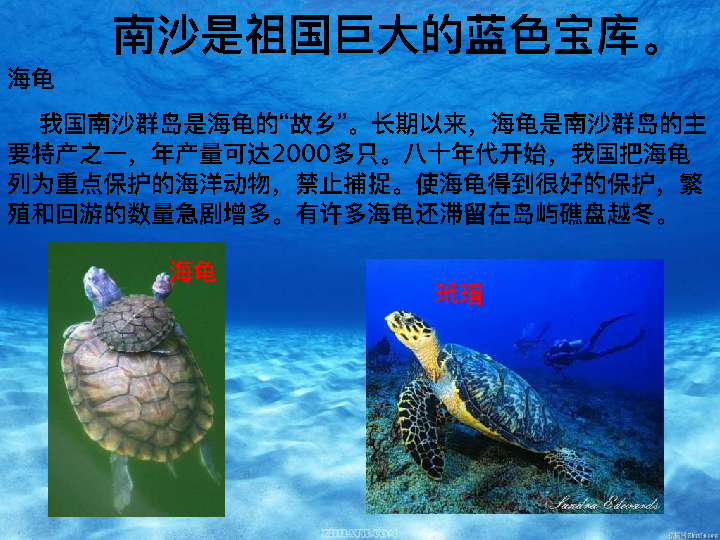 南沙是祖国巨大的蓝色宝库。
海龟
我国南沙群岛是海龟的“故乡”。长期以来，海龟是南沙群岛的主
要特产之一，年产量可达2000多只。八十年代开始，我国把海龟
列为重点保护的海洋动物，禁止捕捉。使海龟得到很好的保护，繁
殖和回游的数量急剧增多。有许多海龟还滞留在岛屿礁盘越冬。
海龟
玳瑁
Sandra Edwards